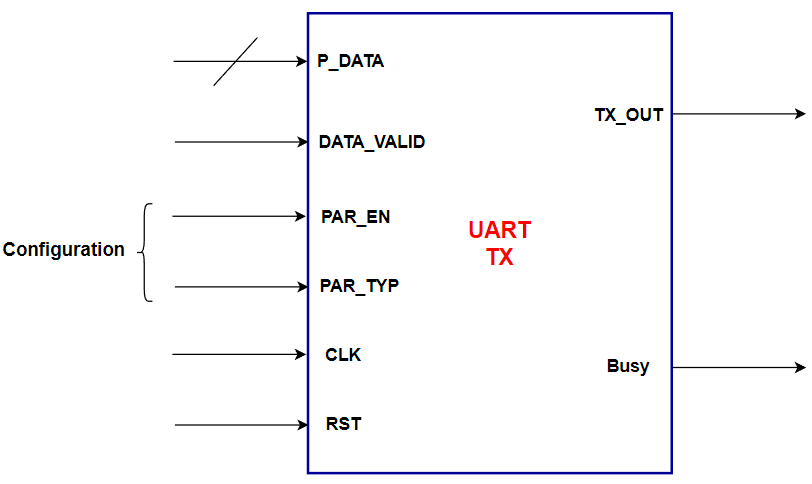 P_DATA
TX_OUT
DATA_VALID
PAR_EN
UART
TX
Configuration
PAR_TYP
CLK
Busy
RST